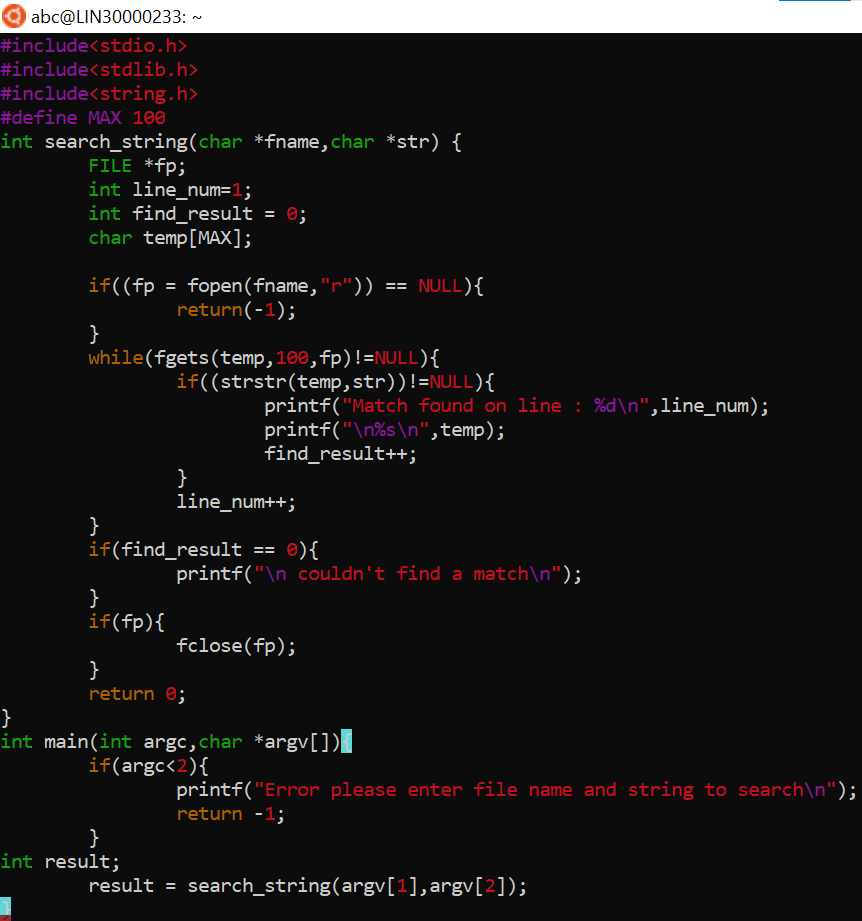 abc@LIN30000233: ~
#include<stdio.h>
#include<stdlib.h>
#include<string.h>
#define MAX 100
int search_string(char *fname,char *str) {
        FILE *fp;
        int line_num=1;
        int find_result = 0;
        char temp[MAX];

        if((fp = fopen(fname,"r")) == NULL){
                return(-1);
        }
        while(fgets(temp,100,fp)!=NULL){
                if((strstr(temp,str))!=NULL){
                        printf("Match found on line : %d\n",line_num);
                        printf("\n%s\n",temp);
                        find_result++;
                }
                line_num++;
        }
        if(find_result == 0){
                printf("\n couldn't find a match\n");
        }
        if(fp){
                fclose(fp);
        }
        return 0;
}
int main(int argc,char *argv[]){
        if(argc<2){
                printf("Error please enter file name and string to search\n");
                return -1;
        }
int result;
        result = search_string(argv[1],argv[2]);
}